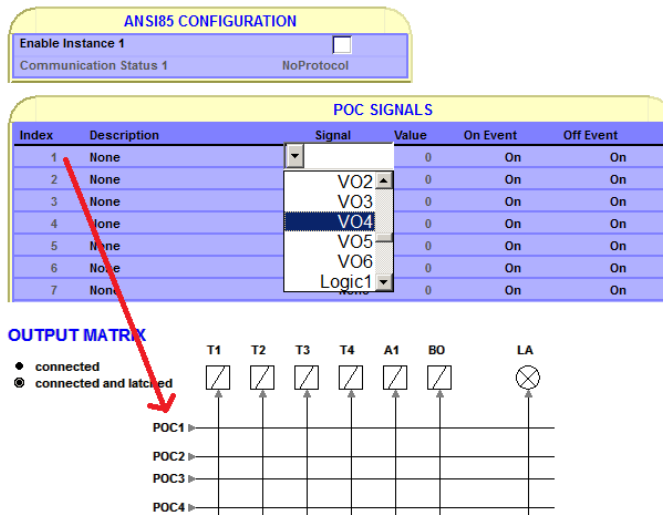 ANSI85 CONFIGURATION
Enable Instance 1
Communication Status 1 NoProtocol
POC SIGNALS
Index Description Signal Value On Event Off Event
1 None 0 On On
2 None VO2 0 On On
3 None VO3 0 On On
4 None VO4 0 On On
5 None VO5 0 On On
6 None VO6 0 On On
7 None Logic1 0 On On
OUTPUT MATRIX
T1 T2 T3 T4 A1 BO LA
connected
connected and latched
POC1
POC2
POC3
POC4